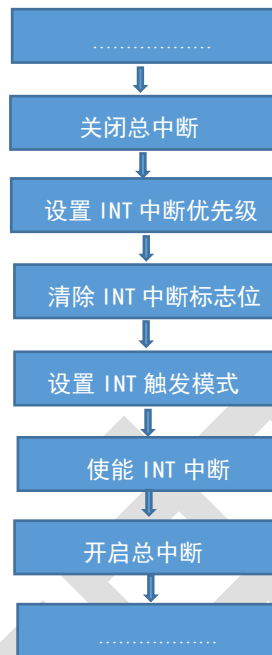 ..................
关闭总中断
设置 INT 中断优先级
清除 INT 中断标志位
设置 INT 触发模式
使能 INT 中断
开启总中断
..................